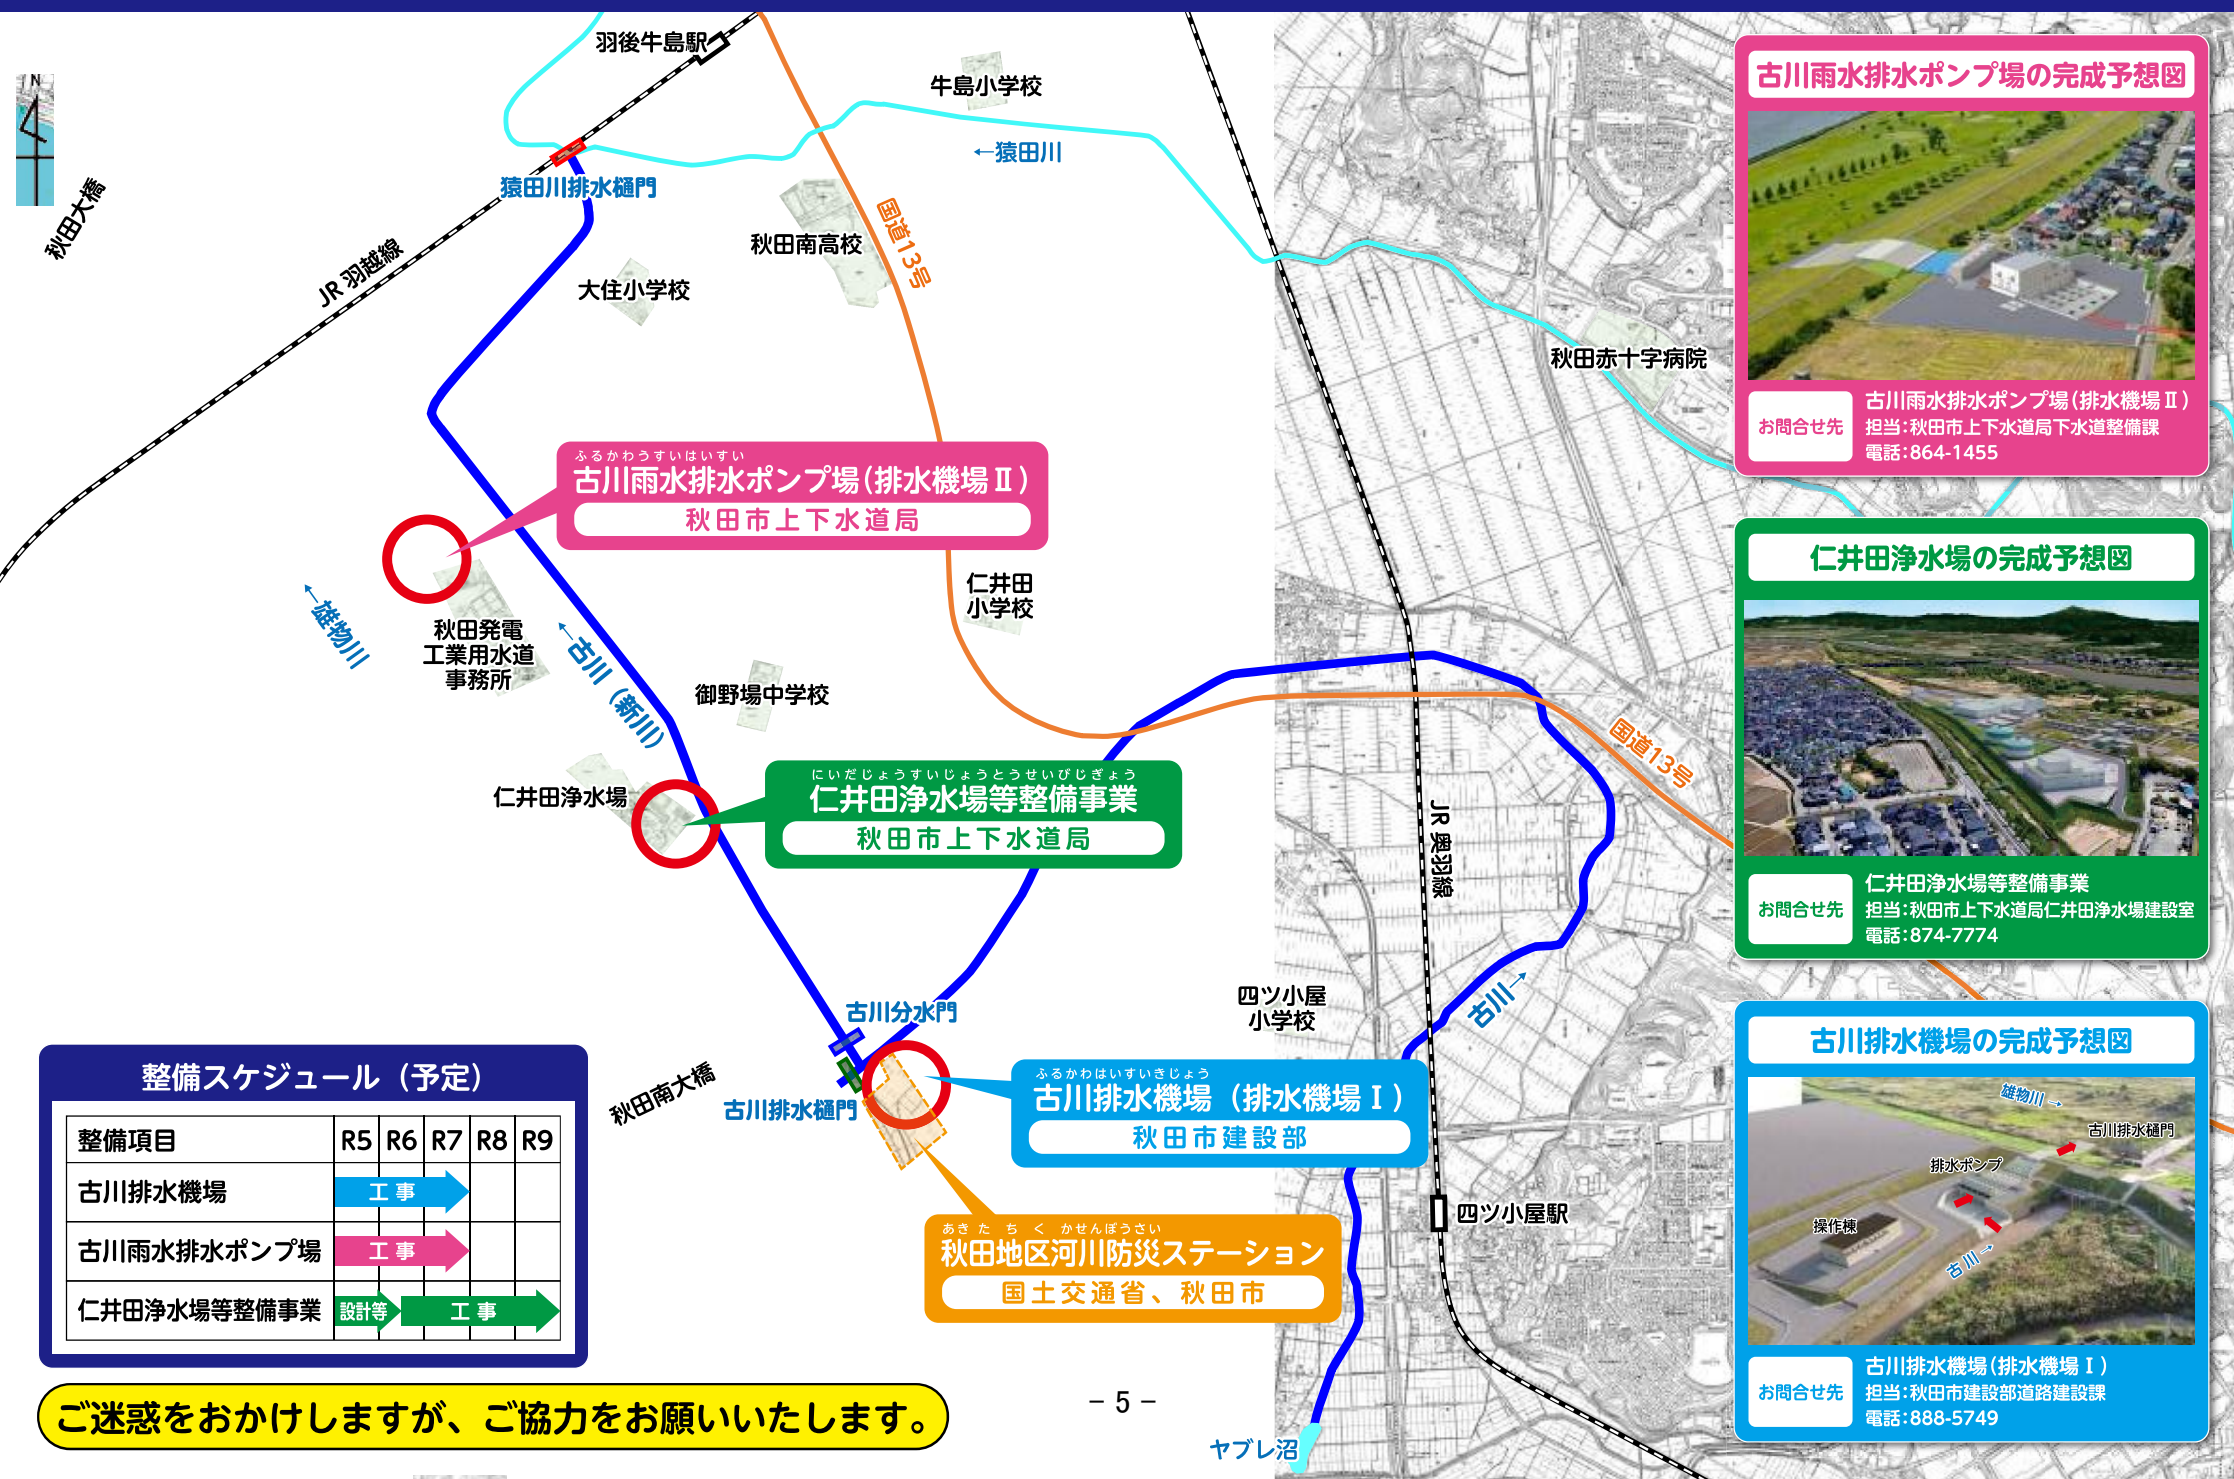 羽後牛島駅
牛島小学校
←猿田川
N
秋田大橋
猿田川排水樋門
JR 羽越線
秋田南高校
国道13号
大住小学校
秋田赤十字病院
ふるかわうすいはいすい
古川雨水排水ポンプ場(排水機場Ⅱ)
秋田市上下水道局
←雄物川
秋田発電
工業用水道
事務所
←古川(新川)
仁井田
小学校
御野場中学校
国道13号
仁井田浄水場
にいだじょうすいじょうとうせいびじぎょう
仁井田浄水場等整備事業
秋田市上下水道局
JR 奥羽線
四ツ小屋
小学校
古川→
古川分水門
秋田南大橋
古川排水樋門
ふるかわはいすいきじょう
古川排水機場(排水機場Ⅰ)
秋田市建設部
四ツ小屋駅
あきたちくかせんぼうさい
秋田地区河川防災ステーション
国土交通省、秋田市
ヤブレ沼
古川雨水排水ポンプ場の完成予想図
お問合せ先
古川雨水排水ポンプ場(排水機場Ⅱ)
担当:秋田市上下水道局下水道整備課
電話:864-1455
仁井田浄水場の完成予想図
お問合せ先
仁井田浄水場等整備事業
担当:秋田市上下水道局仁井田浄水場建設室
電話:874-7774
古川排水機場の完成予想図
雄物川→
古川排水樋門
排水ポンプ
操作棟
古川→
お問合せ先
古川排水機場(排水機場Ⅰ)
担当:秋田市建設部道路建設課
電話:888-5749
整備スケジュール(予定)
整備項目 R5 R6 R7 R8 R9
古川排水機場 工事
古川雨水排水ポンプ場 工事
仁井田浄水場等整備事業 設計等 工事
ご迷惑をおかけしますが、ご協力をお願いいたします。
- 5 -